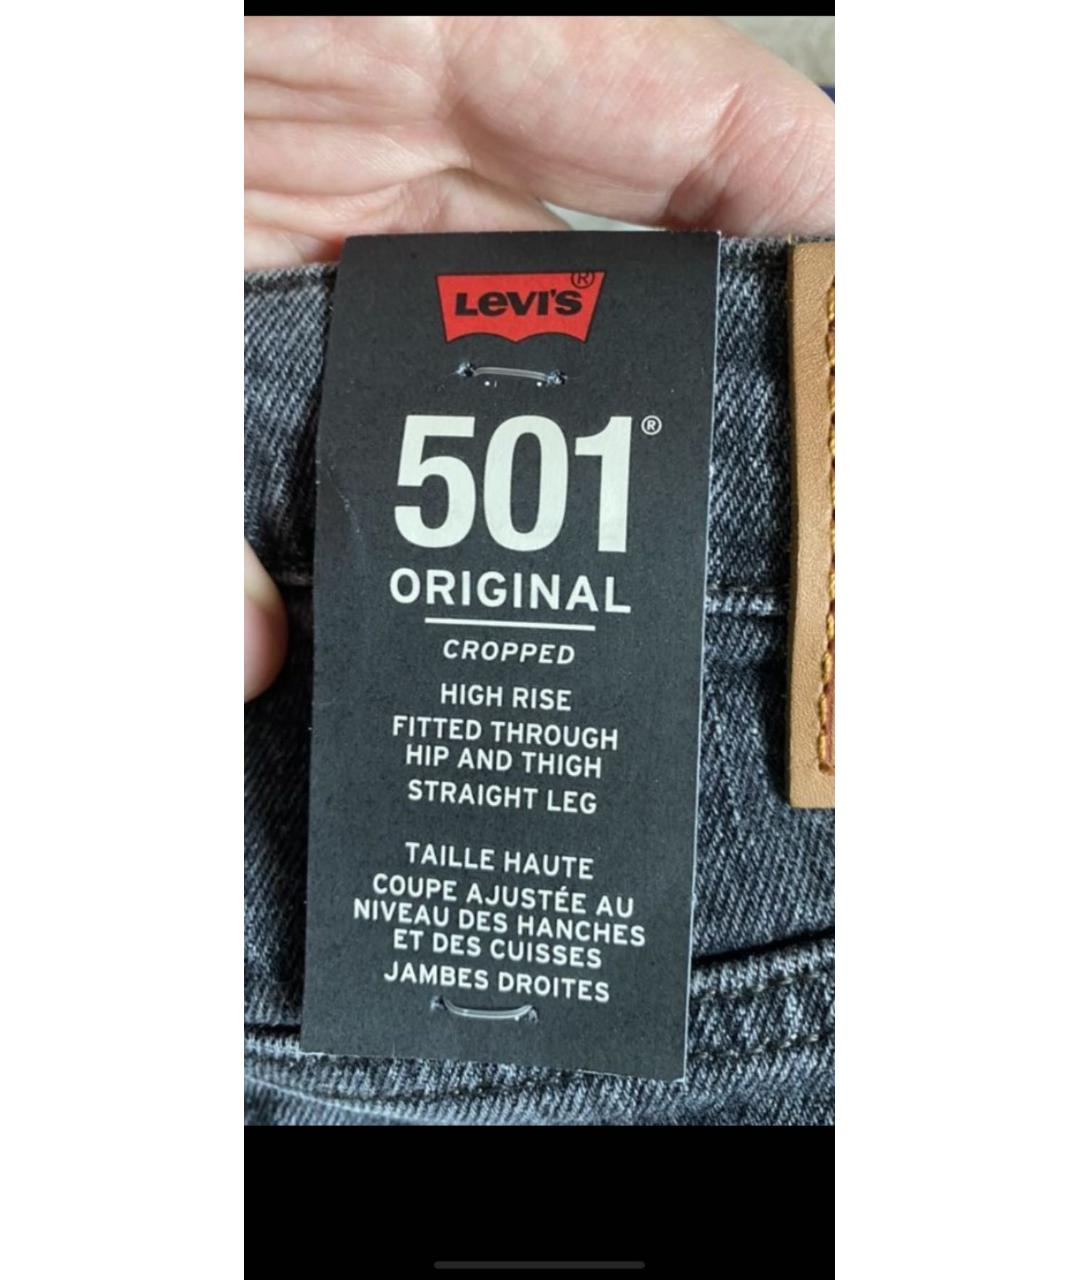 LEVI'S®
501®
ORIGINAL
CROPPED
HIGH RISE
FITTED THROUGH
HIP AND THIGH
STRAIGHT LEG
TAILLE HAUTE
COUPE AJUSTÉE AU
NIVEAU DES HANCHES
ET DES CUISSES
JAMBES DROITES